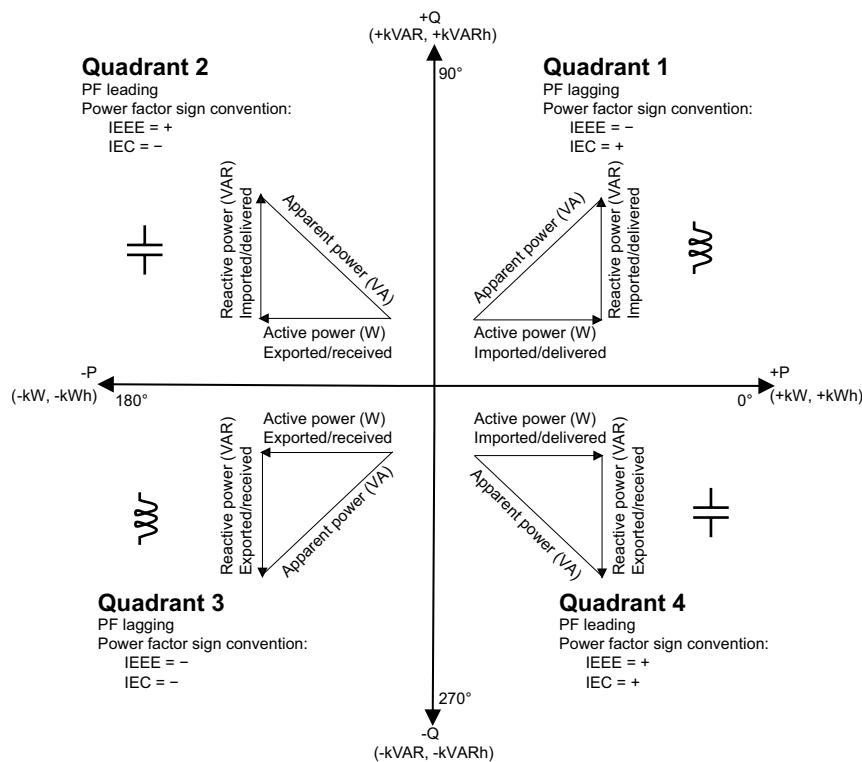 +Q
(+kVAR, +kVARh)
90°
Quadrant 2
PF leading
Power factor sign convention:
IEEE = +
IEC = −
Reactive power (VAR)
Imported/delivered
Apparent power (VA)
Active power (W)
Exported/received
Quadrant 1
PF lagging
Power factor sign convention:
IEEE = −
IEC = +
Apparent power (VA)
Reactive power (VAR)
Imported/delivered
Active power (W)
Imported/delivered
-P
(-kW, -kWh)
180°
+P
(+kW, +kWh)
0°
Active power (W)
Exported/received
Reactive power (VAR)
Exported/received
Apparent power (VA)
Quadrant 3
PF lagging
Power factor sign convention:
IEEE = −
IEC = −
Active power (W)
Imported/delivered
Apparent power (VA)
Reactive power (VAR)
Exported/received
Quadrant 4
PF leading
Power factor sign convention:
IEEE = +
IEC = +
270°
-Q
(-kVAR, -kVARh)